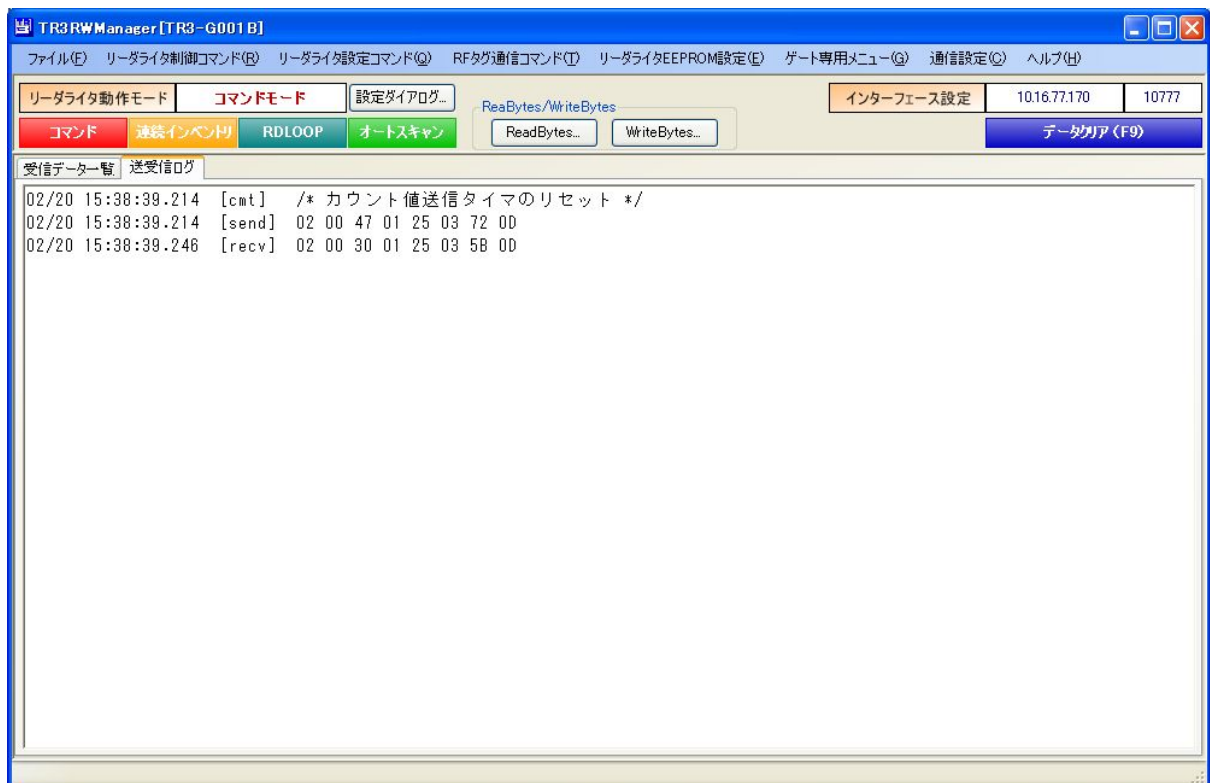 TR3RWManager[TR3-G001B]
ファイル(F) リーダライタ制御コマンド(R) リーダライタ設定コマンド(Q) RFタグ通信コマンド(T) リーダライタEEPROM設定(E) ゲート専用メニュー(G) 通信設定(C) ヘルプ(H)
リーダライタ動作モード コマンドモード 設定ダイアログ... ReaBytes/WriteBytes インターフェース設定 10.16.77.170 10777
コマンド 連続インベントリ RDLOOP オートスキャン ReadBytes... WriteBytes... データクリア(F9)
受信データ一覧 送受信ログ
02/20 15:38:39.214 [cmt] /* カウント値送信タイマのリセット */
02/20 15:38:39.214 [send] 02 00 47 01 25 03 72 0D
02/20 15:38:39.246 [recv] 02 00 30 01 25 03 5B 0D